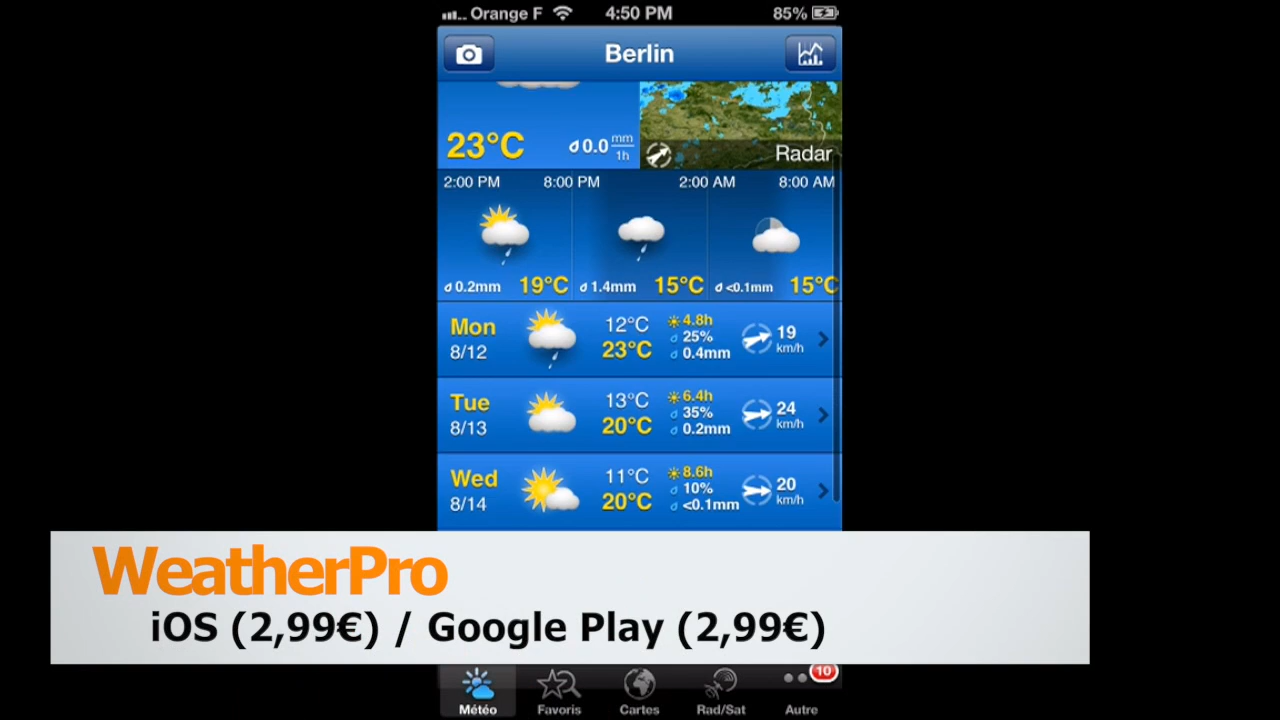 Orange F 4:50 PM 85%
Berlin
23°C 0.0 mm 1h Radar
2:00 PM 8:00 PM 2:00 AM 8:00 AM
0.2mm 19°C 1.4mm 15°C <0.1mm 15°C
Mon 8/12 12°C 23°C 4.8h 25% 0.4mm 19 km/h
Tue 8/13 13°C 20°C 6.4h 35% 0.2mm 24 km/h
Wed 8/14 11°C 20°C 8.6h 10% <0.1mm 20 km/h
WeatherPro
iOS (2,99€) / Google Play (2,99€)
10
Météo Favoris Cartes Rad/Sat Autre